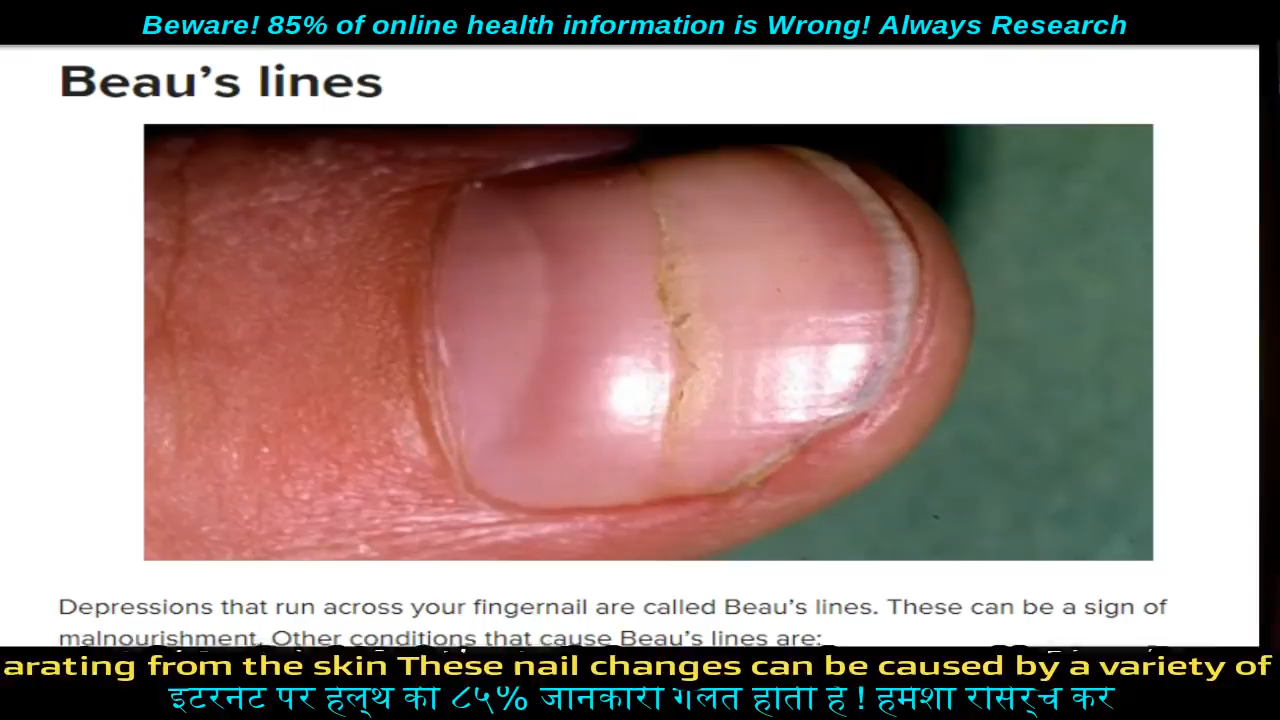 Beware! 85% of online health information is Wrong! Always Research
Beau's lines
Depressions that run across your fingernail are called Beau's lines. These can be a sign of
malnourishment. Other conditions that cause Beau's lines are:
arating from the skin These nail changes can be caused by a variety of
इंटरनेट पर हेल्थ की ८५% जानकारी गलत होती है ! हमेशा रीसर्च करें